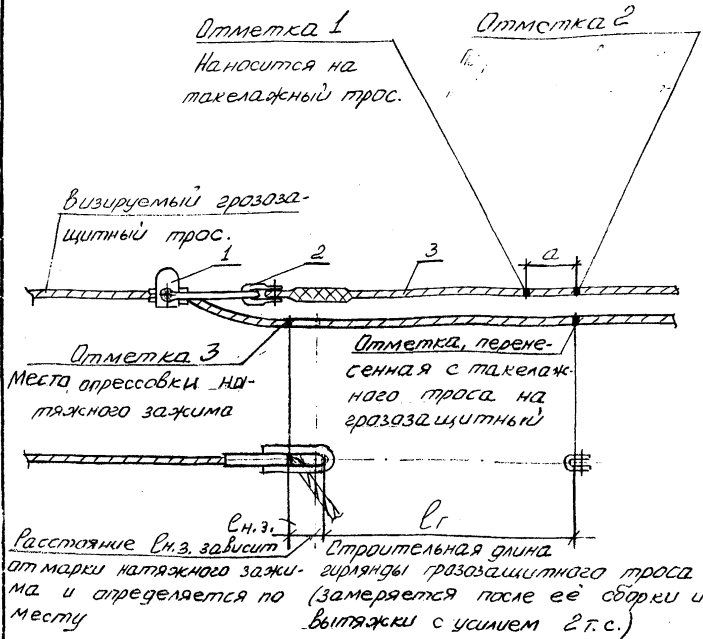 Отметка 1
Наносится на
такелажный трос.
Отметка 2
Визируемый грозоза-
щитный трос.
1
2
3
а
Отметка 3
Места опрессовки на-
тяжного зажима
Отметка, перене-
сенная с такелаж-
ного троса на
грозозащитный
ℓн.з.
ℓг
Расстояние ℓн.з. зависит
от марки натяжного зажи-
ма и определяется по
месту
Строительная длина
гирлянды грозозащитного троса
(замеряется после её сборки и
вытяжки с усилием 2т.с.)